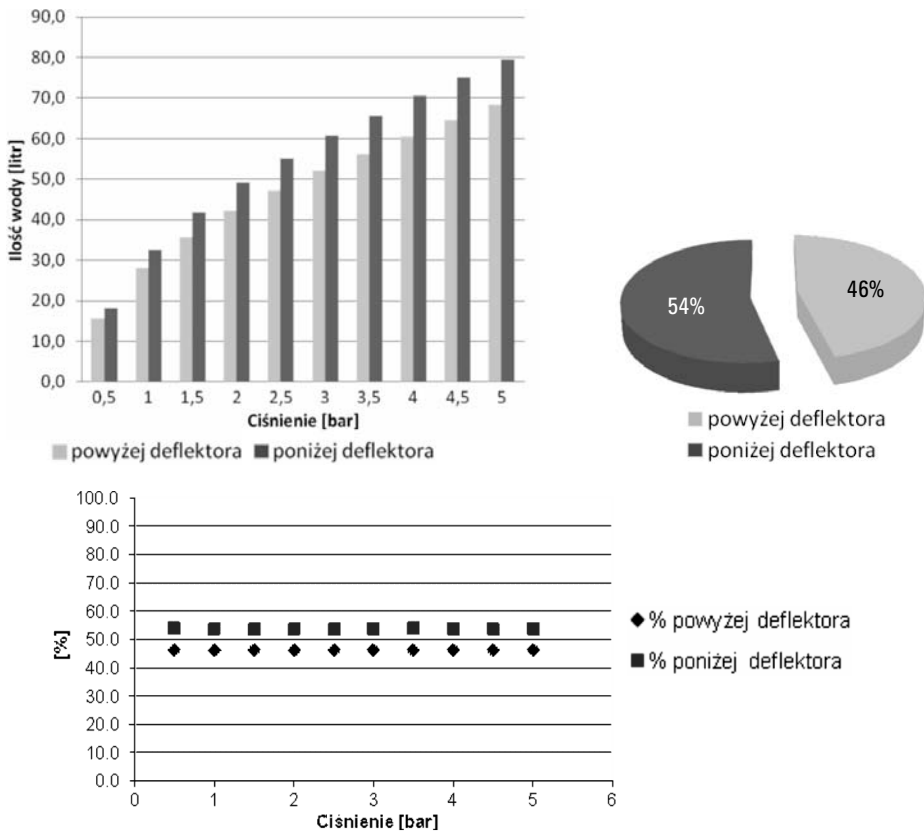 90,0
80,0
70,0
60,0
50,0
40,0
30,0
20,0
10,0
0,0
Ilość wody [litr]
0,5 1 1,5 2 2,5 3 3,5 4 4,5 5
Ciśnienie [bar]
powyżej deflektora poniżej deflektora
54%
46%
powyżej deflektora
poniżej deflektora
100.0
90.0
80.0
70.0
60.0
50.0
40.0
30.0
20.0
10.0
0.0
[%]
0 1 2 3 4 5 6
Ciśnienie [bar]
% powyżej deflektora
% poniżej deflektora